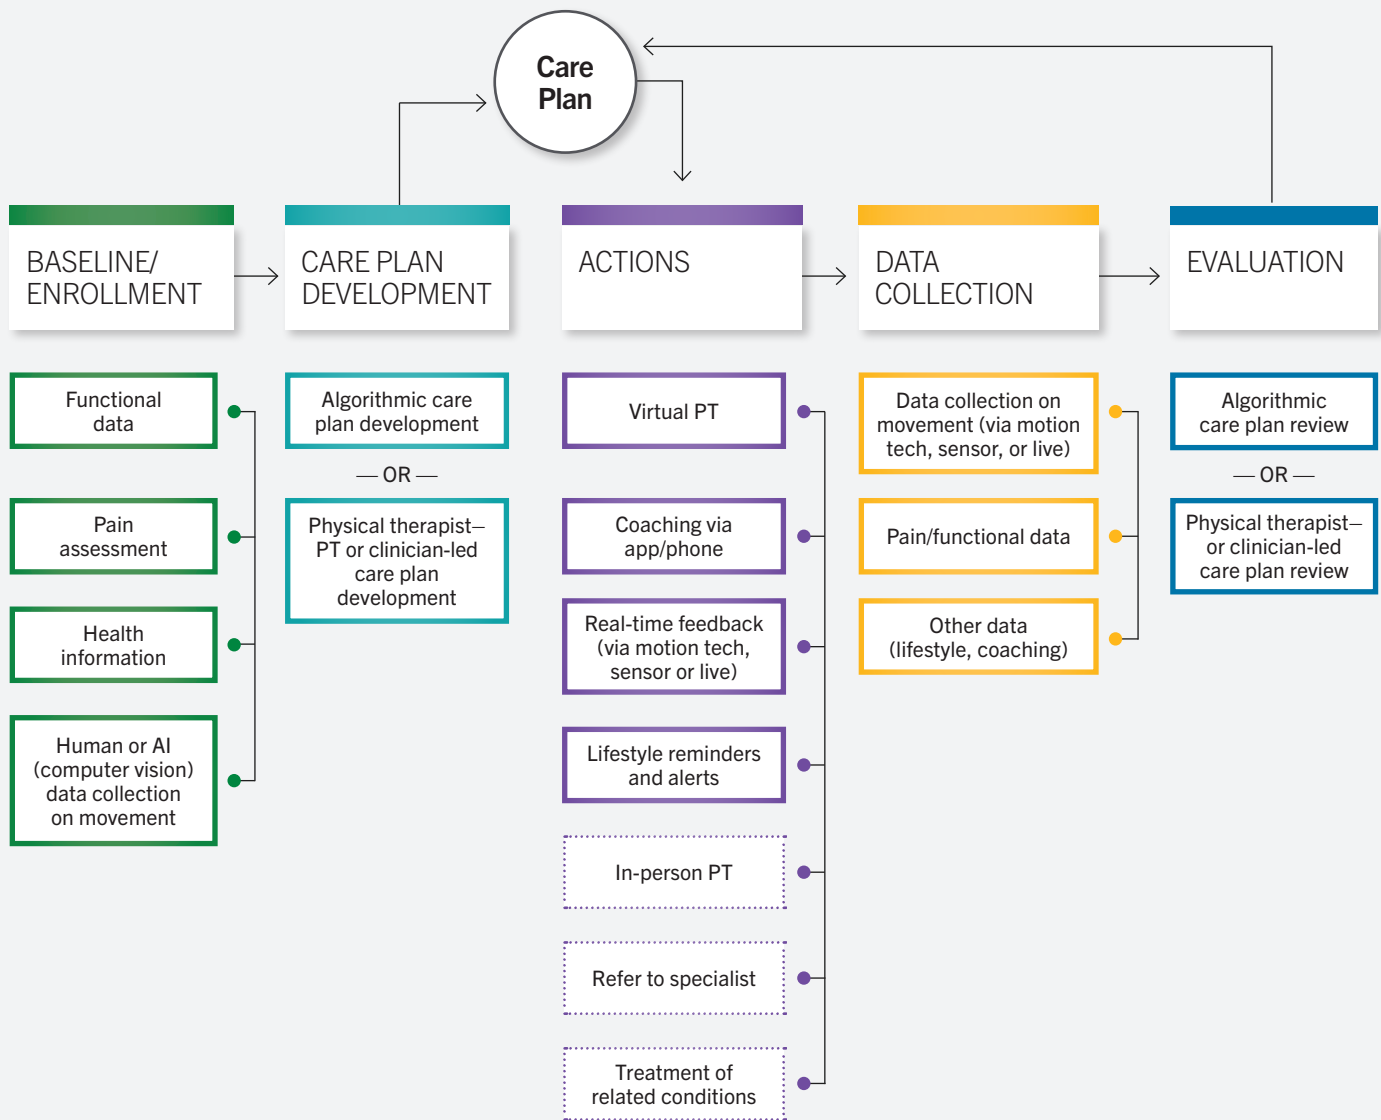 Care
Plan
BASELINE/
ENROLLMENT
CARE PLAN
DEVELOPMENT
ACTIONS
DATA
COLLECTION
EVALUATION
Functional
data
Pain
assessment
Health
information
Human or AI
(computer vision)
data collection
on movement
Algorithmic care
plan development
— OR —
Physical therapist–
PT or clinician-led
care plan
development
Virtual PT
Coaching via
app/phone
Real-time feedback
(via motion tech,
sensor or live)
Lifestyle reminders
and alerts
In-person PT
Refer to specialist
Treatment of
related conditions
Data collection on
movement (via motion
tech, sensor, or live)
Pain/functional data
Other data
(lifestyle, coaching)
Algorithmic
care plan review
— OR —
Physical therapist–
or clinician-led
care plan review